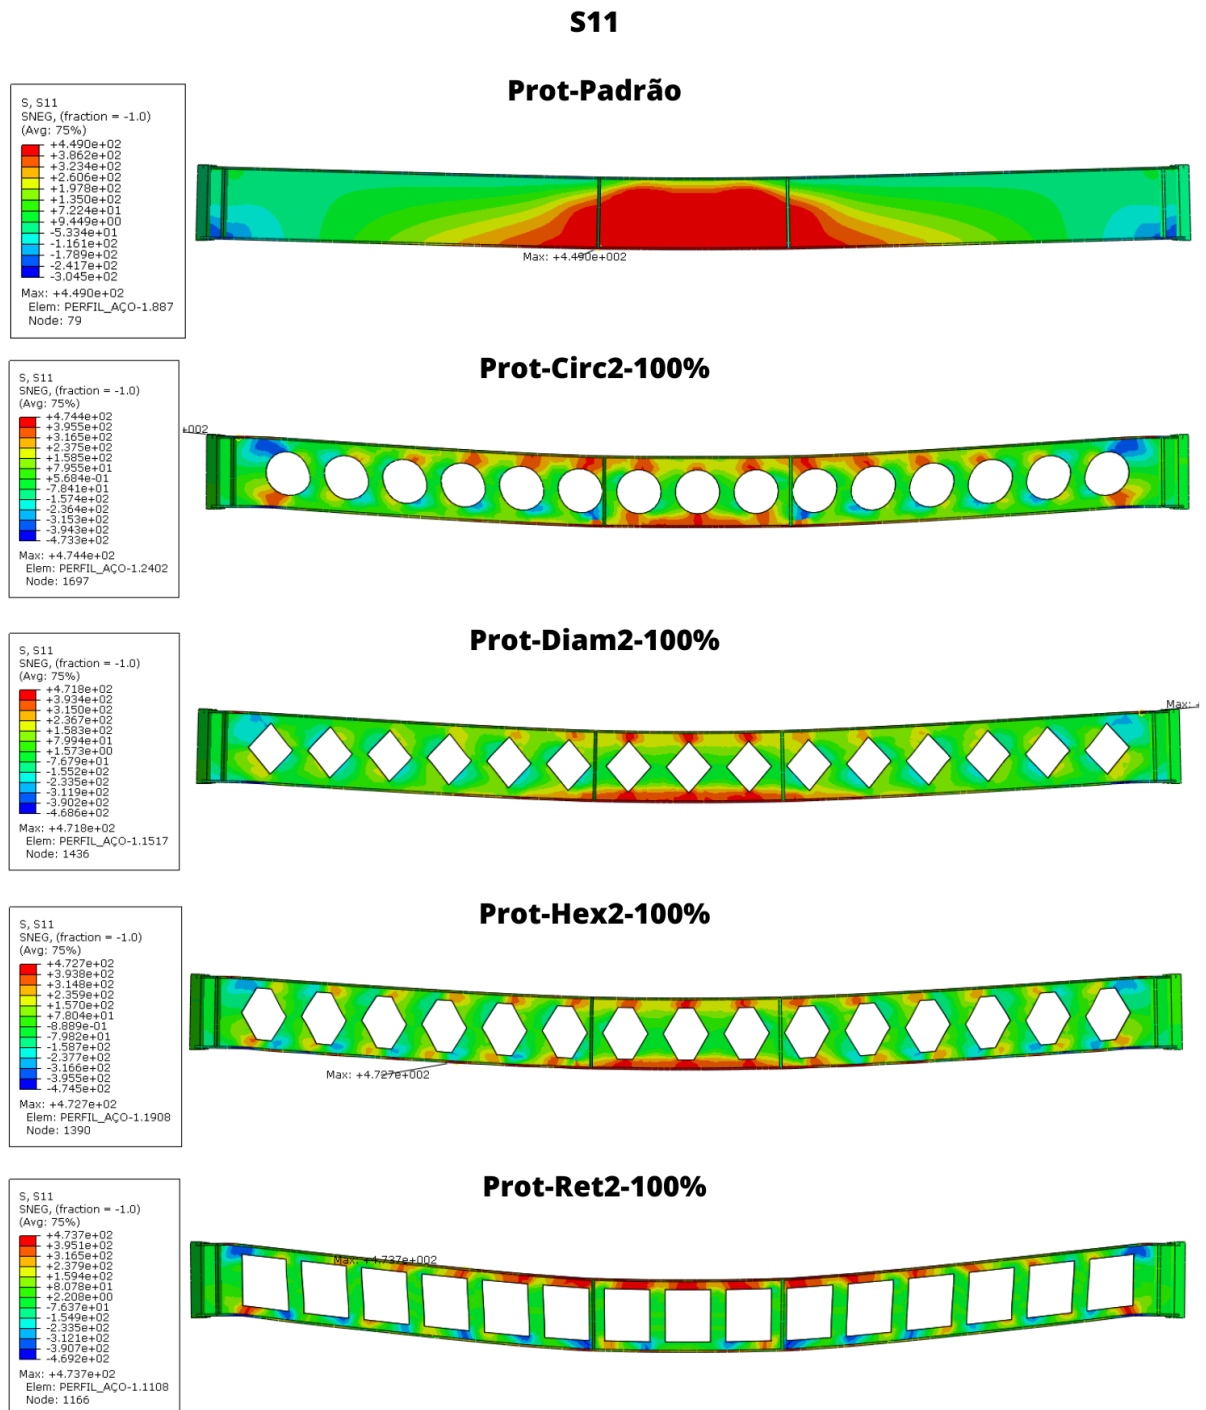 S11
Prot-Padrão
S, S11
SNEG, (fraction = -1.0)
(Avg: 75%)
+4.490e+02
+3.862e+02
+3.234e+02
+2.606e+02
+1.978e+02
+1.350e+02
+7.224e+01
+9.449e+00
-5.334e+01
-1.161e+02
-1.789e+02
-2.417e+02
-3.045e+02
Max: +4.490e+02
Elem: PERFIL_AÇO-1.887
Node: 79
Max: +4.490e+002
Prot-Circ2-100%
S, S11
SNEG, (fraction = -1.0)
(Avg: 75%)
+4.744e+02
+3.955e+02
+3.165e+02
+2.375e+02
+1.585e+02
+7.955e+01
+5.684e-01
-7.841e+01
-1.574e+02
-2.364e+02
-3.153e+02
-3.943e+02
-4.733e+02
Max: +4.744e+02
Elem: PERFIL_AÇO-1.2402
Node: 1697
+002
Prot-Diam2-100%
S, S11
SNEG, (fraction = -1.0)
(Avg: 75%)
+4.718e+02
+3.934e+02
+3.150e+02
+2.367e+02
+1.583e+02
+7.994e+01
+1.573e+00
-7.679e+01
-1.552e+02
-2.335e+02
-3.119e+02
-3.902e+02
-4.686e+02
Max: +4.718e+02
Elem: PERFIL_AÇO-1.1517
Node: 1436
Max:
Prot-Hex2-100%
S, S11
SNEG, (fraction = -1.0)
(Avg: 75%)
+4.727e+02
+3.938e+02
+3.148e+02
+2.359e+02
+1.570e+02
+7.804e+01
-8.889e-01
-7.982e+01
-1.587e+02
-2.377e+02
-3.166e+02
-3.955e+02
-4.745e+02
Max: +4.727e+02
Elem: PERFIL_AÇO-1.1908
Node: 1390
Max: +4.727e+002
Prot-Ret2-100%
S, S11
SNEG, (fraction = -1.0)
(Avg: 75%)
+4.737e+02
+3.951e+02
+3.165e+02
+2.379e+02
+1.594e+02
+8.078e+01
+2.208e+00
-7.637e+01
-1.549e+02
-2.335e+02
-3.121e+02
-3.907e+02
-4.692e+02
Max: +4.737e+02
Elem: PERFIL_AÇO-1.1108
Node: 1166
Max: +4.737e+002